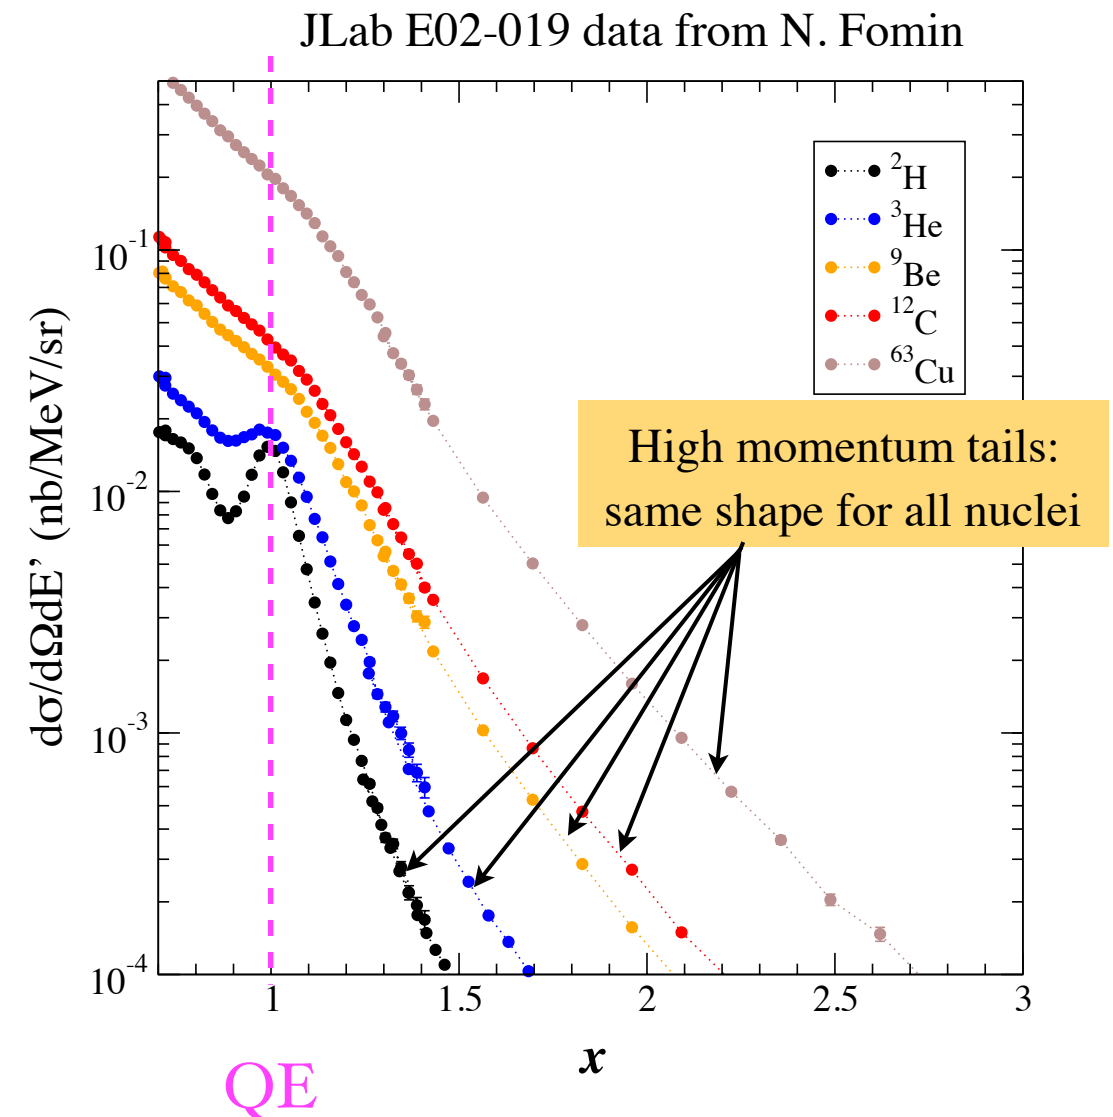 JLab E02-019 data from N. Fomin
²H
³He
⁹Be
¹²C
⁶³Cu
High momentum tails:
same shape for all nuclei
dσ/dΩdE’ (nb/MeV/sr)
10⁻¹
10⁻²
10⁻³
10⁻⁴
1
1.5
2
2.5
3
x
QE